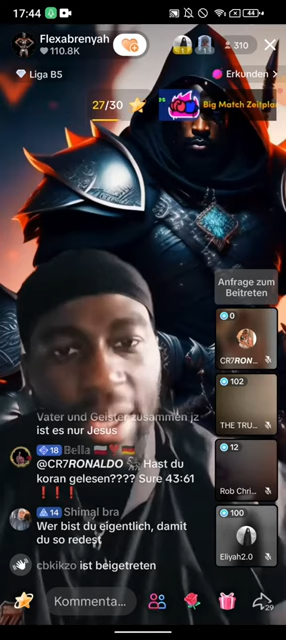 17:44
44
Flexabrenyah
110.8K
310
Liga B5
Erkunden
27/30
es
Big Match Zeitplan
Anfrage zum
Beitreten
0
CR7RON...
102
THE TRU...
12
Rob Chri...
100
Eliyah2.0
Vater und Geister zusammen jz
ist es nur Jesus
18 Bella
@CR7RONALDO Hast du
koran gelesen???? Sure 43:61
❗❗❗
14 Shimal bra
Wer bist du eigentlich, damit
du so redest
cbkikzo ist beigetreten
Kommenta...
29